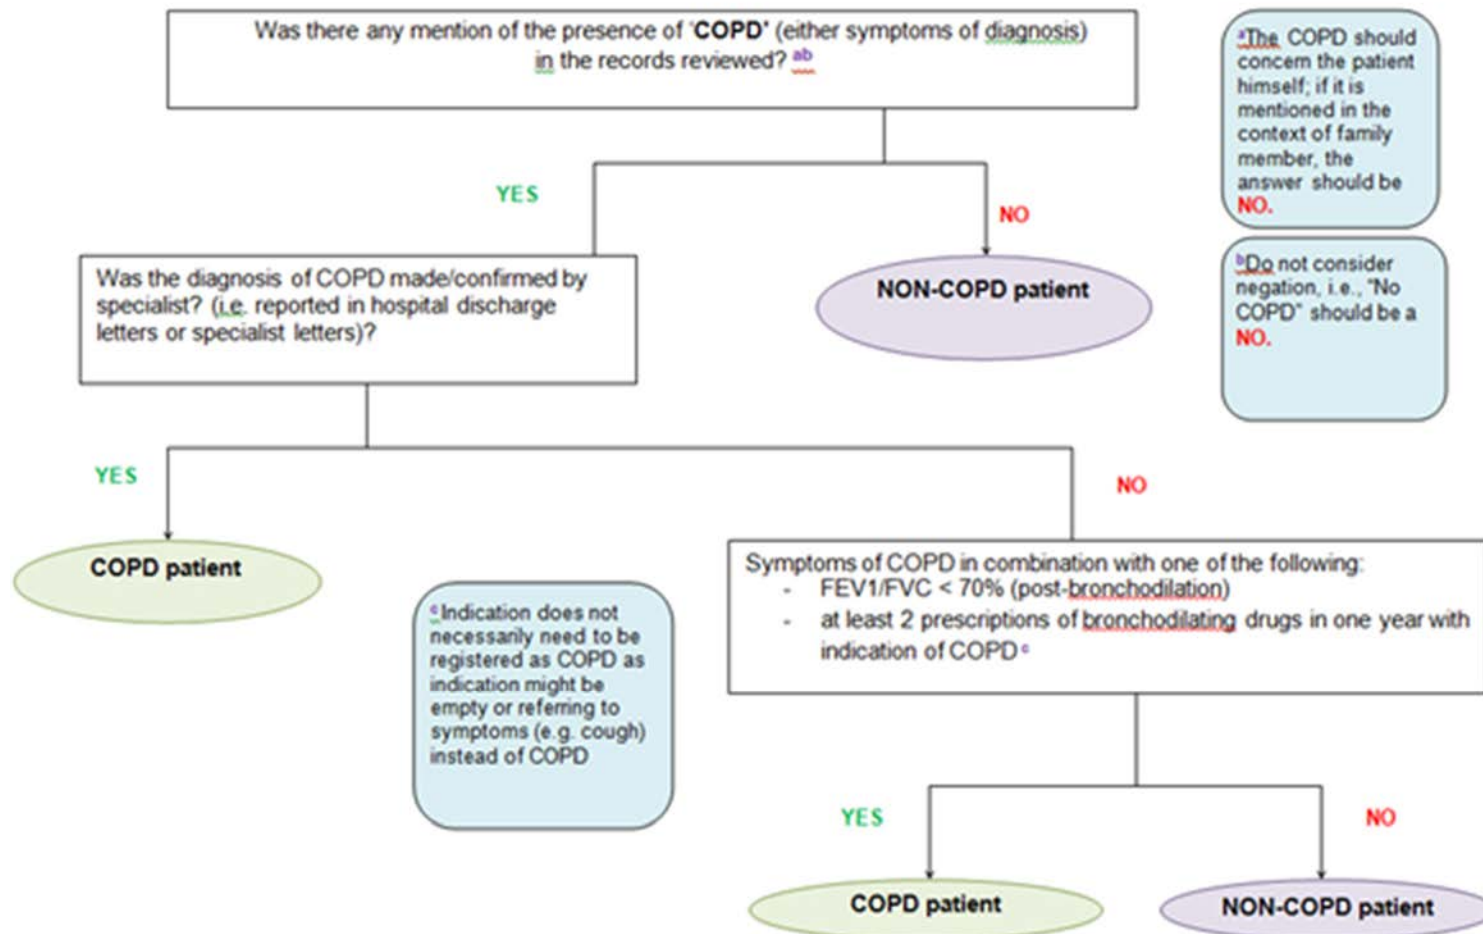 Was there any mention of the presence of 'COPD' (either symptoms of diagnosis)
in the records reviewed? ab
aThe COPD should
concern the patient
himself; if it is
mentioned in the
context of family
member, the
answer should be
NO.
YES
NO
bDo not consider
negation, i.e., "No
COPD" should be a
NO.
Was the diagnosis of COPD made/confirmed by
specialist? (i.e. reported in hospital discharge
letters or specialist letters)?
NON-COPD patient
YES
NO
COPD patient
Symptoms of COPD in combination with one of the following:
- FEV1/FVC < 70% (post-bronchodilation)
- at least 2 prescriptions of bronchodilating drugs in one year with
indication of COPD c
cIndication does not
necessarily need to be
registered as COPD as
indication might be
empty or referring to
symptoms (e.g. cough)
instead of COPD
YES
NO
COPD patient
NON-COPD patient